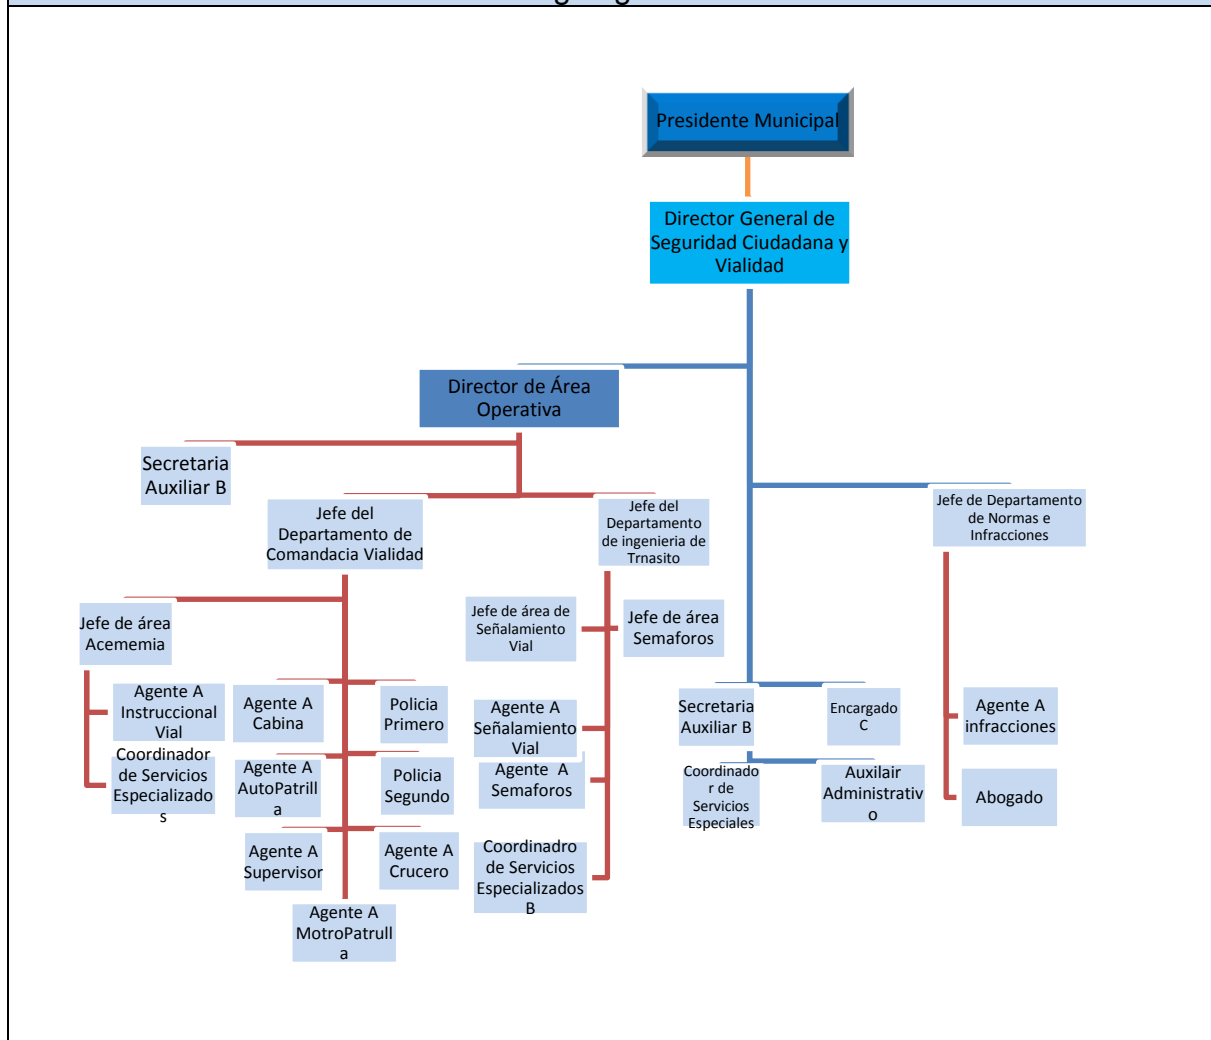 Presidente Municipal
Director General de
Seguridad Ciudadana y
Vialidad
Director de Área
Operativa
Secretaria
Auxiliar B
Jefe del
Departamento de
Comandacia Vialidad
Jefe del
Departamento
de ingenieria de
Trnasito
Jefe de Departamento
de Normas e
Infracciones
Jefe de área
Acememia
Jefe de área de
Señalamiento
Vial
Jefe de área
Semaforos
Agente A
Instruccional
Vial
Coordinador
de Servicios
Especializado
s
Agente A
Cabina
Policia
Primero
Agente A
AutoPatrill
a
Policia
Segundo
Agente A
Supervisor
Agente A
Crucero
Agente A
MotroPatrull
a
Agente A
Señalamiento
Vial
Agente A
Semaforos
Coordinadro
de Servicios
Especializados
B
Secretaria
Auxiliar B
Encargado
C
Coordinado
r de
Servicios
Especiales
Auxilair
Administrativ
o
Agente A
infracciones
Abogado